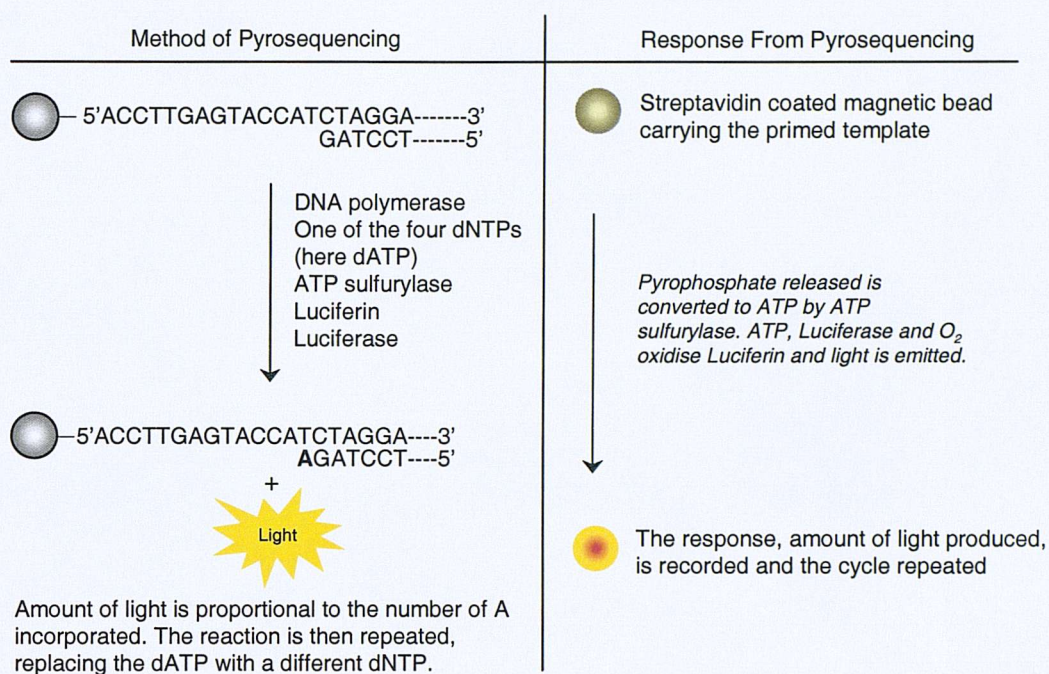 Method of Pyrosequencing
Response From Pyrosequencing
5'ACCTTGAGTACCATCTAGGA-------3'
GATCCT-------5'
Streptavidin coated magnetic bead
carrying the primed template
DNA polymerase
One of the four dNTPs
(here dATP)
ATP sulfurylase
Luciferin
Luciferase
Pyrophosphate released is
converted to ATP by ATP
sulfurylase. ATP, Luciferase and O₂
oxidise Luciferin and light is emitted.
5'ACCTTGAGTACCATCTAGGA----3'
AGATCCT----5'
+
Light
The response, amount of light produced,
is recorded and the cycle repeated
Amount of light is proportional to the number of A
incorporated. The reaction is then repeated,
replacing the dATP with a different dNTP.